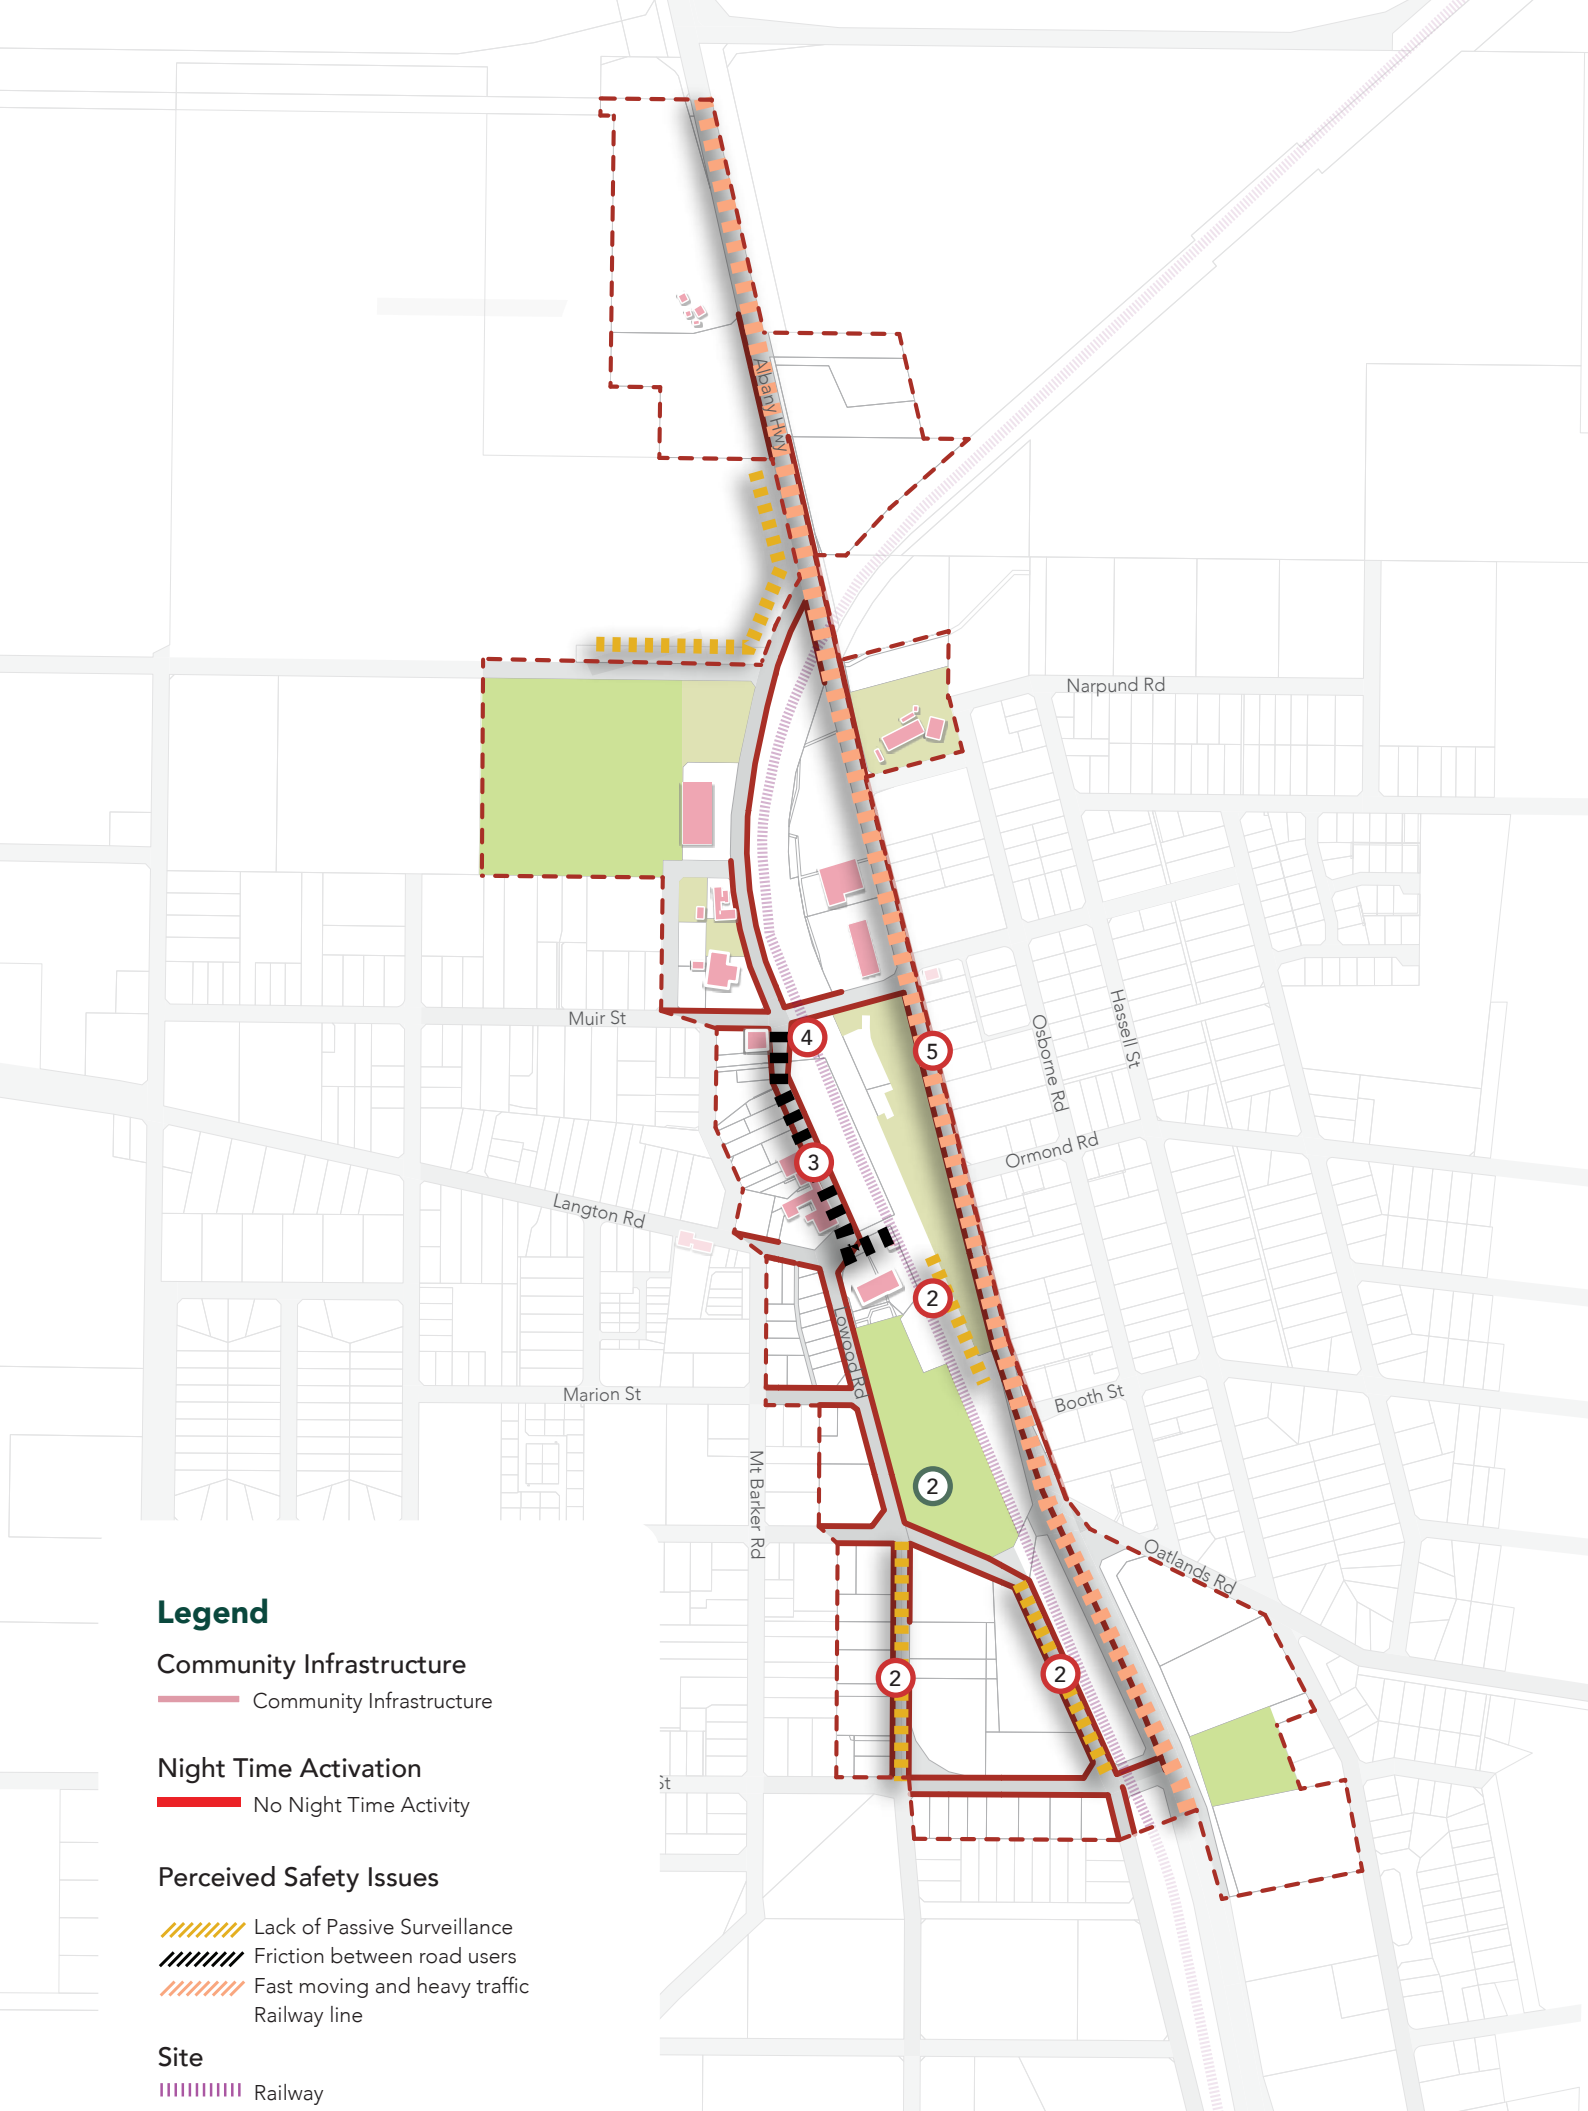 Albany Hwy
Narpund Rd
Muir St
4
5
Osborne Rd
Hassell St
Ormond Rd
3
Langton Rd
2
Lowood Rd
Marion St
Booth St
Mt Barker Rd
2
Oatlands Rd
2
2
St
Legend
Community Infrastructure
Community Infrastructure
Night Time Activation
No Night Time Activity
Perceived Safety Issues
Lack of Passive Surveillance
Friction between road users
Fast moving and heavy traffic
Railway line
Site
Railway